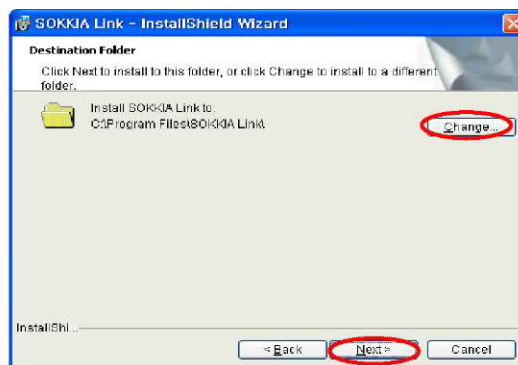 SOKKIA Link - InstallShield Wizard
Destination Folder
Click Next to install to this folder, or click Change to install to a different
folder.
Install SOKKIA Link to:
C:\Program Files\SOKKIA Link\
Change...
InstallShi...
< Back
Next >
Cancel